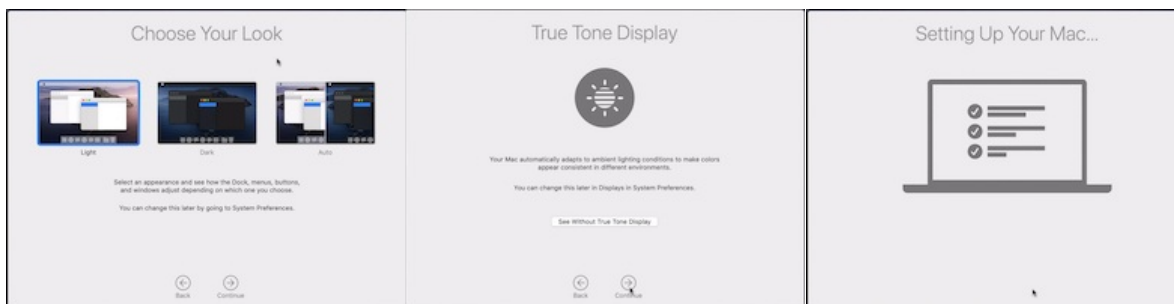 Choose Your Look
Light
Dark
Auto
Select an appearance and see how the Dock, menus, buttons,
and windows adjust depending on which one you choose.
You can change this later by going to System Preferences.
Back
Continue
True Tone Display
Your Mac automatically adapts to ambient lighting conditions to make colors
appear consistent in different environments.
You can change this later in Displays in System Preferences.
See Without True Tone Display
Back
Continue
Setting Up Your Mac...